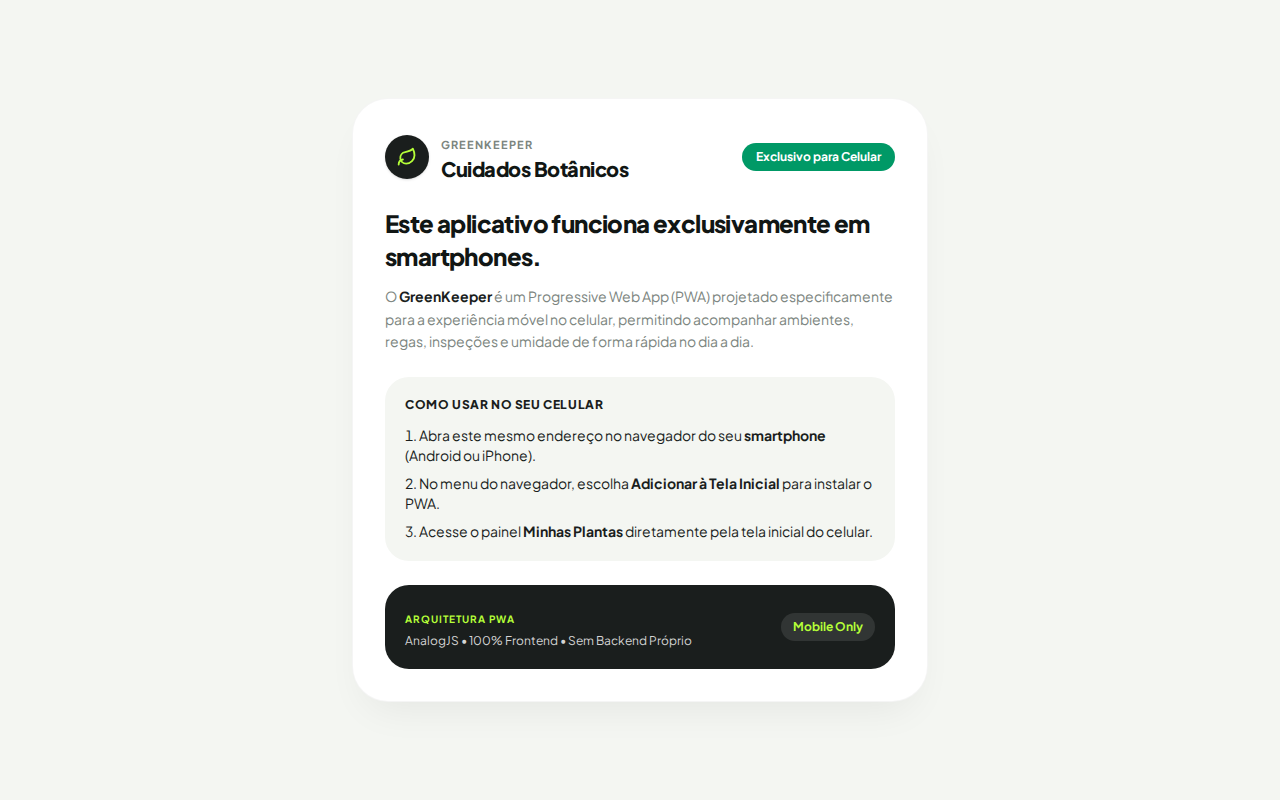 GREENKEEPER
Cuidados Botânicos
Exclusivo para Celular
Este aplicativo funciona exclusivamente em
smartphones.
O GreenKeeper é um Progressive Web App (PWA) projetado especificamente
para a experiência móvel no celular, permitindo acompanhar ambientes,
regas, inspeções e umidade de forma rápida no dia a dia.
COMO USAR NO SEU CELULAR
1. Abra este mesmo endereço no navegador do seu smartphone
(Android ou iPhone).
2. No menu do navegador, escolha Adicionar à Tela Inicial para instalar o
PWA.
3. Acesse o painel Minhas Plantas diretamente pela tela inicial do celular.
ARQUITETURA PWA
AnalogJS • 100% Frontend • Sem Backend Próprio
Mobile Only